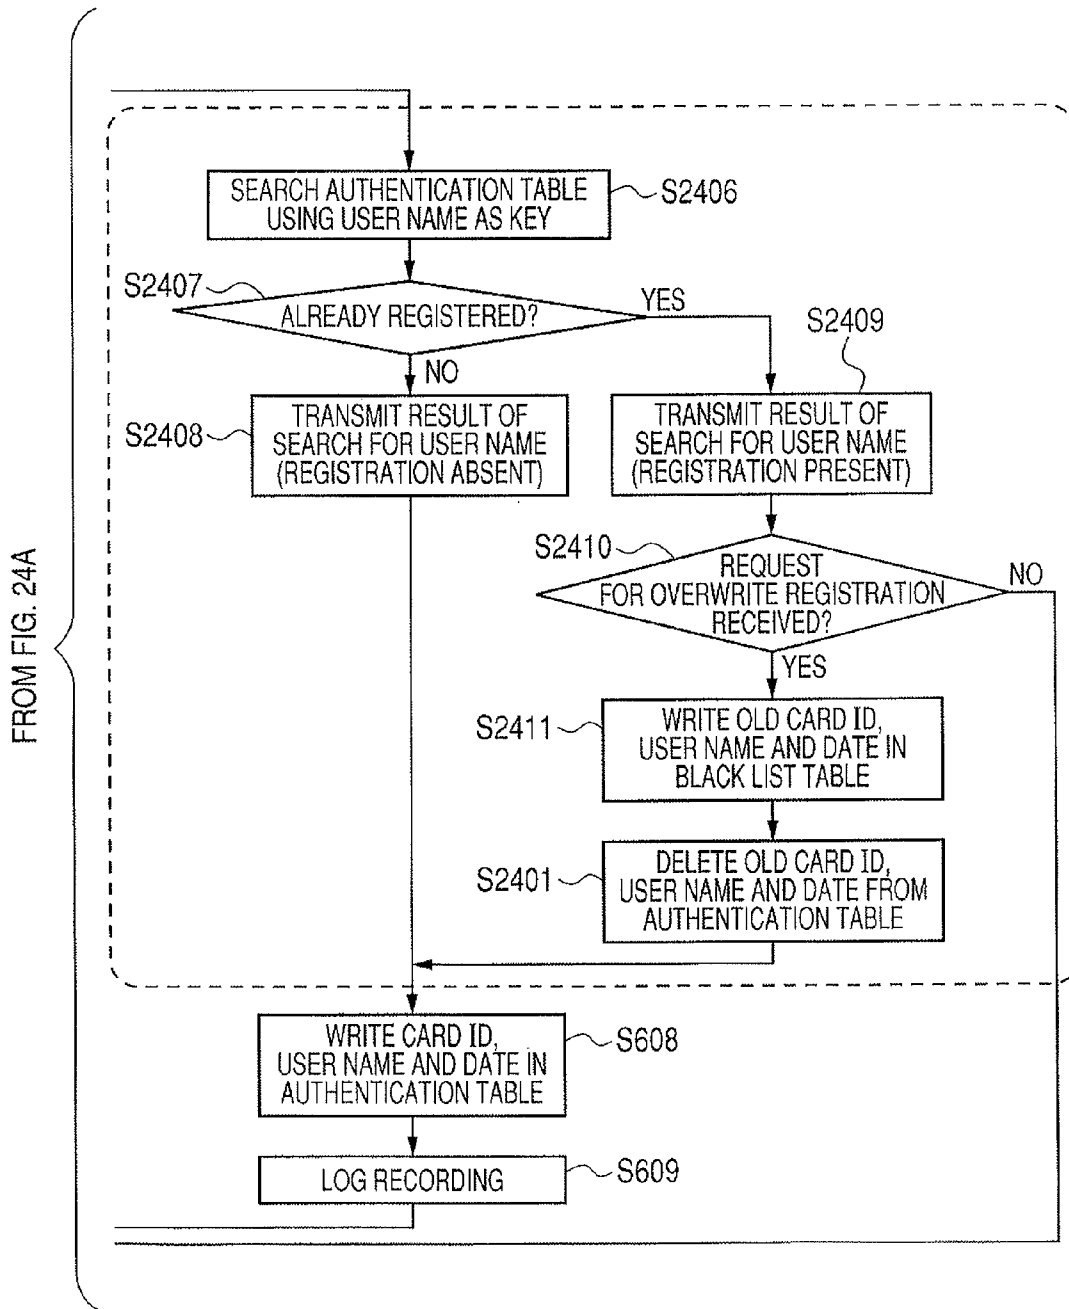 FROM FIG. 24A
SEARCH AUTHENTICATION TABLE
USING USER NAME AS KEY
S2406
S2407
ALREADY REGISTERED?
YES
NO
S2408
TRANSMIT RESULT OF
SEARCH FOR USER NAME
(REGISTRATION ABSENT)
S2409
TRANSMIT RESULT OF
SEARCH FOR USER NAME
(REGISTRATION PRESENT)
S2410
REQUEST
FOR OVERWRITE REGISTRATION
RECEIVED?
NO
YES
S2411
WRITE OLD CARD ID,
USER NAME AND DATE IN
BLACK LIST TABLE
S2401
DELETE OLD CARD ID,
USER NAME AND DATE FROM
AUTHENTICATION TABLE
WRITE CARD ID,
USER NAME AND DATE IN
AUTHENTICATION TABLE
S608
LOG RECORDING
S609